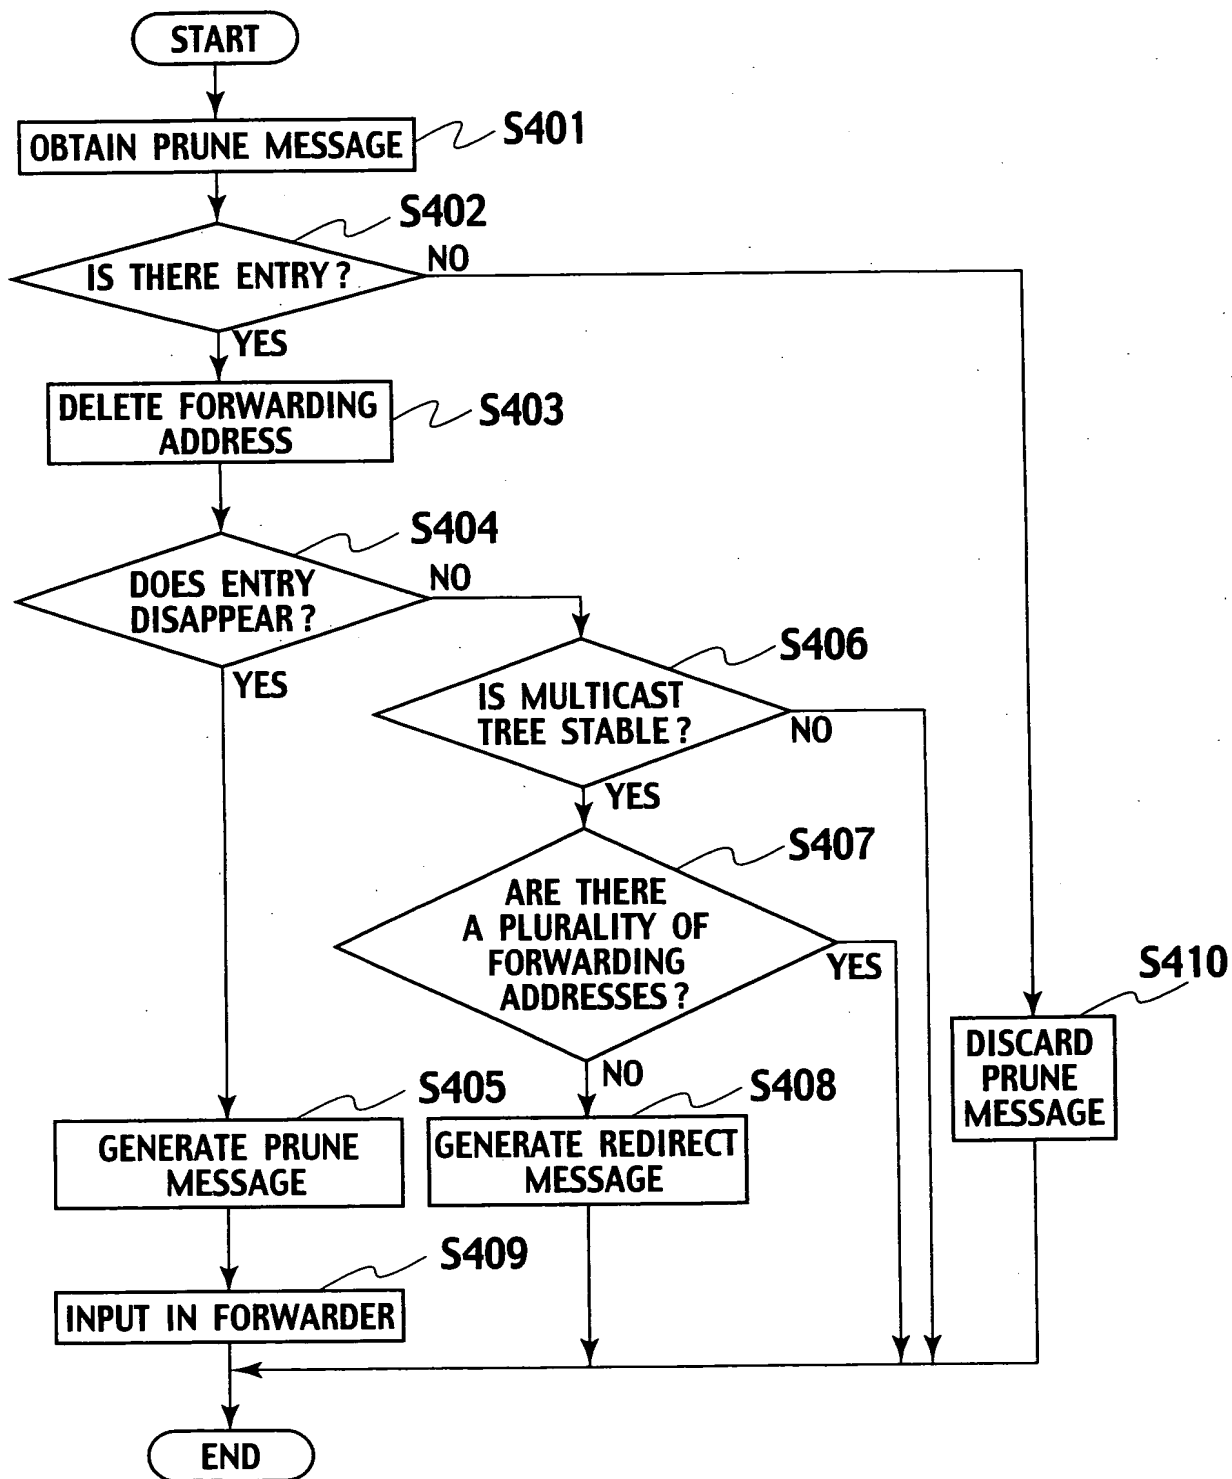 START
OBTAIN PRUNE MESSAGE
S401
S402
IS THERE ENTRY?
NO
YES
DELETE FORWARDING
ADDRESS
S403
S404
DOES ENTRY
DISAPPEAR?
NO
YES
S406
IS MULTICAST
TREE STABLE?
NO
YES
S407
ARE THERE
A PLURALITY OF
FORWARDING
ADDRESSES?
YES
NO
S410
DISCARD
PRUNE
MESSAGE
S405
GENERATE PRUNE
MESSAGE
S408
GENERATE REDIRECT
MESSAGE
S409
INPUT IN FORWARDER
END